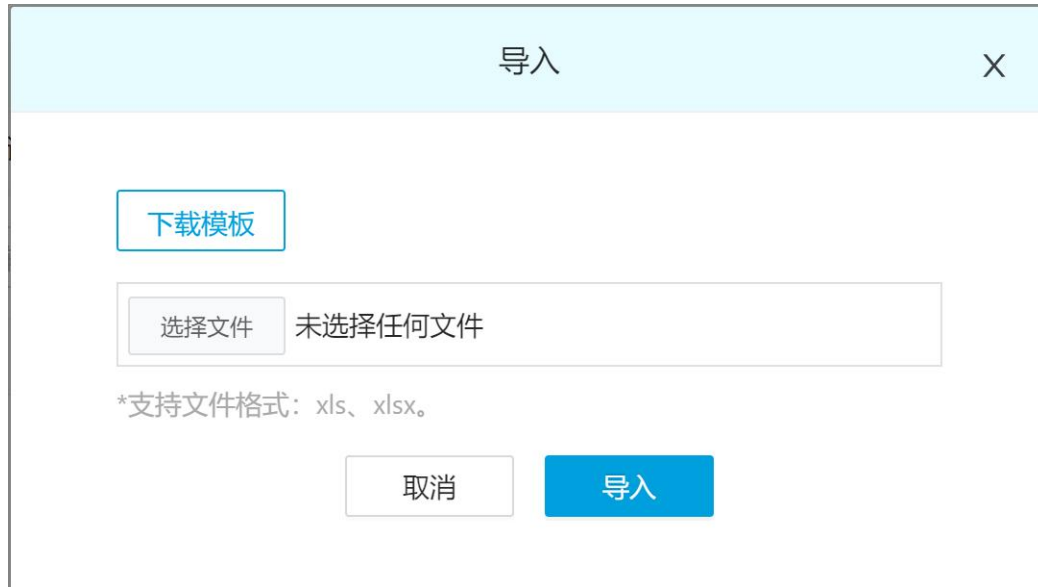 导入
X
下载模板
选择文件 未选择任何文件
*支持文件格式：xls、xlsx。
取消 导入